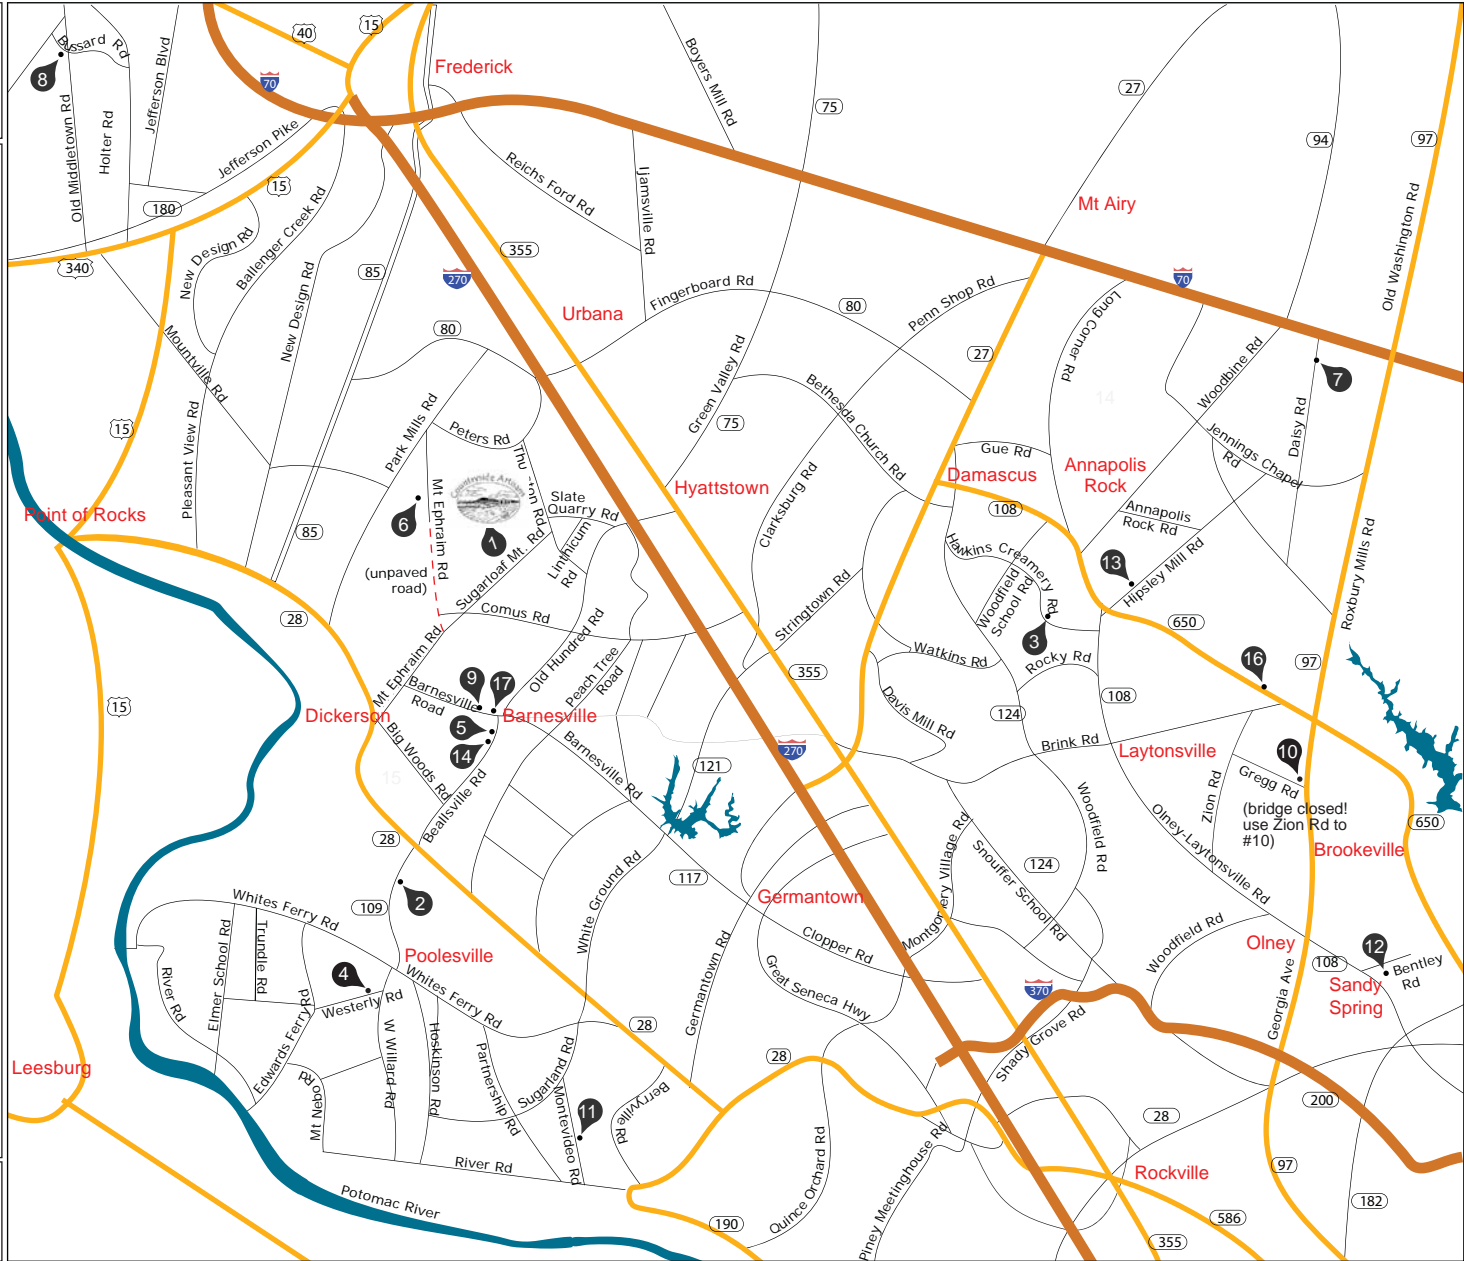 40
15
Bussard Rd
8
Jefferson Blvd
70
Frederick
Boyers Mill Rd
27
75
94
97
Old Middletown Rd
Holter Rd
Jefferson Pike
Reichs Ford Rd
Ijamsville Rd
15
180
Mt Airy
Old Washington Rd
340
New Design Rd
Ballenger Creek Rd
New Design Rd
85
355
270
70
Fingerboard Rd
80
Penn Shop Rd
Long Corner Rd
Urbana
80
Mountville Rd
27
Green Valley Rd
Woodbine Rd
7
Bethesda Church Rd
14
15
Pleasant View Rd
Park Mills Rd
Peters Rd
75
Gue Rd
Jennings Chapel
Rd
Daisy Rd
Thurston Rd
Mt Ephraim Rd
Countryside Artisans
Hyattstown
Clarksburg Rd
Damascus
Annapolis
Rock
Point of Rocks
6
1
Slate
Quarry Rd
108
Annapolis
Rock Rd
85
Sugarloaf Mt. Rd
Linthicum
Rd
Hawkins Creamery Rd
Woodfield
School Rd
13
Hipsley Mill Rd
Roxbury Mills Rd
(unpaved
road)
28
Comus Rd
Stringtown Rd
3
650
Mt Ephraim Rd
Old Hundred Rd
Peach Tree
Road
355
Watkins Rd
Rocky Rd
16
97
9
17
Barnesville
Road
15
Dickerson
Barnesville
Davis Mill Rd
124
108
5
14
Big Woods Rd
Barnesville Rd
270
Brink Rd
Laytonsville
10
15
121
Gregg Rd
Zion Rd
Beallsville Rd
Woodfield Rd
(bridge closed!
use Zion Rd to
#10)
650
28
Olney-Laytonsville Rd
Brookeville
White Ground Rd
117
Montgomery Village Rd
Snouffer School Rd
124
2
109
Germantown
Whites Ferry Rd
Elmer School Rd
Trundle Rd
Clopper Rd
Woodfield Rd
Olney
12
108
Bentley
Rd
Poolesville
4
Whites Ferry Rd
Great Seneca Hwy
Germantown Rd
370
Sandy
Spring
River Rd
Westerly Rd
Edwards Ferry Rd
W Willard Rd
Hoskinson Rd
Partnership Rd
Sugarland Rd
28
Georgia Ave
Shady Grove Rd
Leesburg
28
Mt Nebo Rd
Montevideo Rd
11
Berryville
Rd
200
28
River Rd
Quince Orchard Rd
Piney Meetinghouse Rd
Rockville
97
182
Potomac River
190
586
355